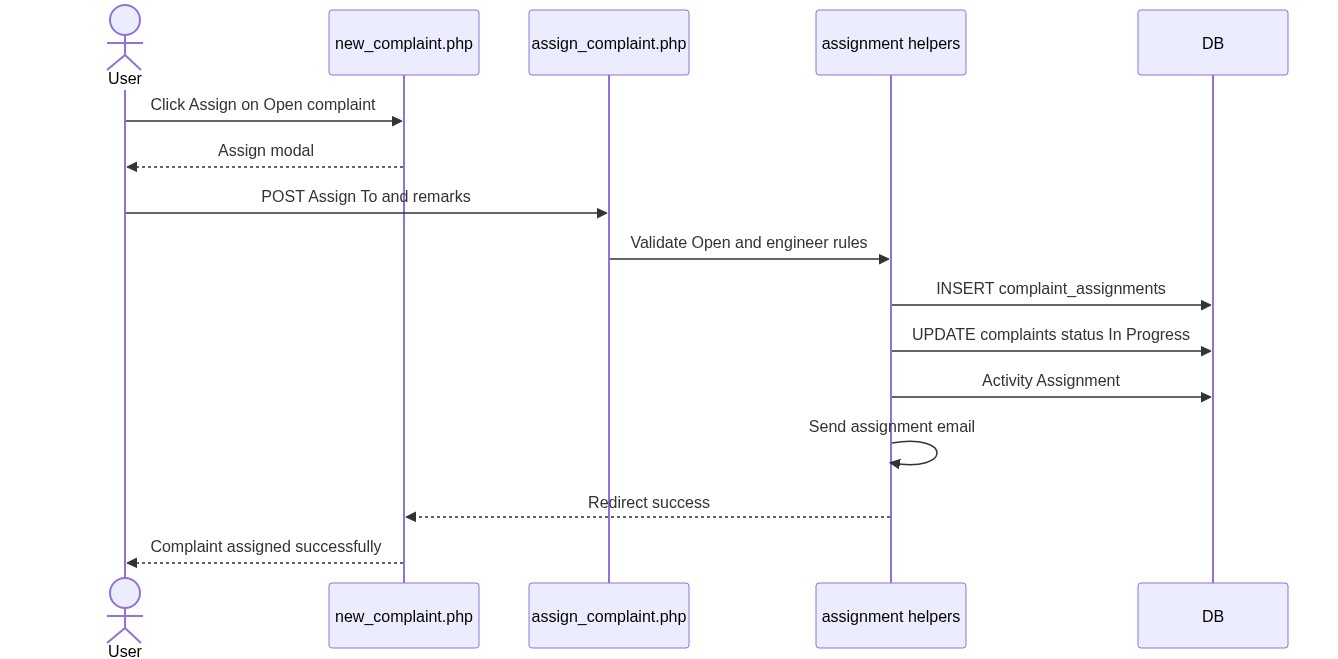 User
new_complaint.php
assign_complaint.php
assignment helpers
DB
Click Assign on Open complaint
Assign modal
POST Assign To and remarks
Validate Open and engineer rules
INSERT complaint_assignments
UPDATE complaints status In Progress
Activity Assignment
Send assignment email
Redirect success
Complaint assigned successfully
User
new_complaint.php
assign_complaint.php
assignment helpers
DB